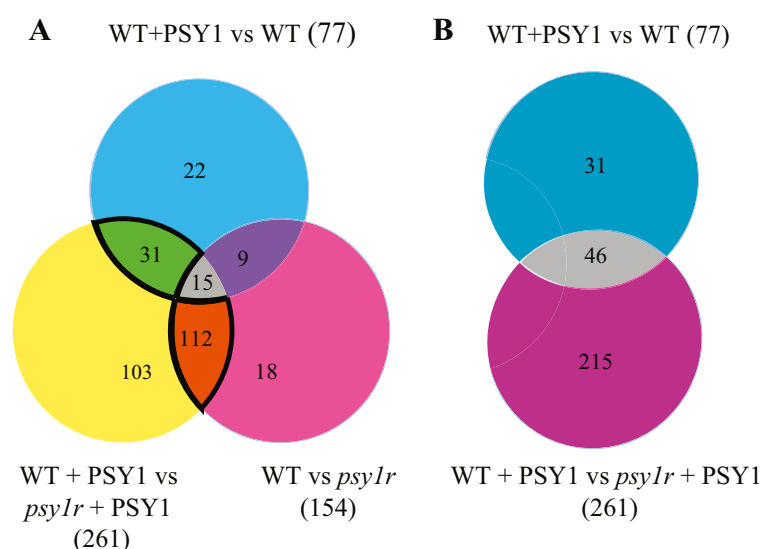 A
WT+PSY1 vs WT (77)
22
31
9
15
112
103
18
WT + PSY1 vs
psy1r + PSY1
(261)
WT vs psy1r
(154)
B
WT+PSY1 vs WT (77)
31
46
215
WT + PSY1 vs psy1r + PSY1
(261)